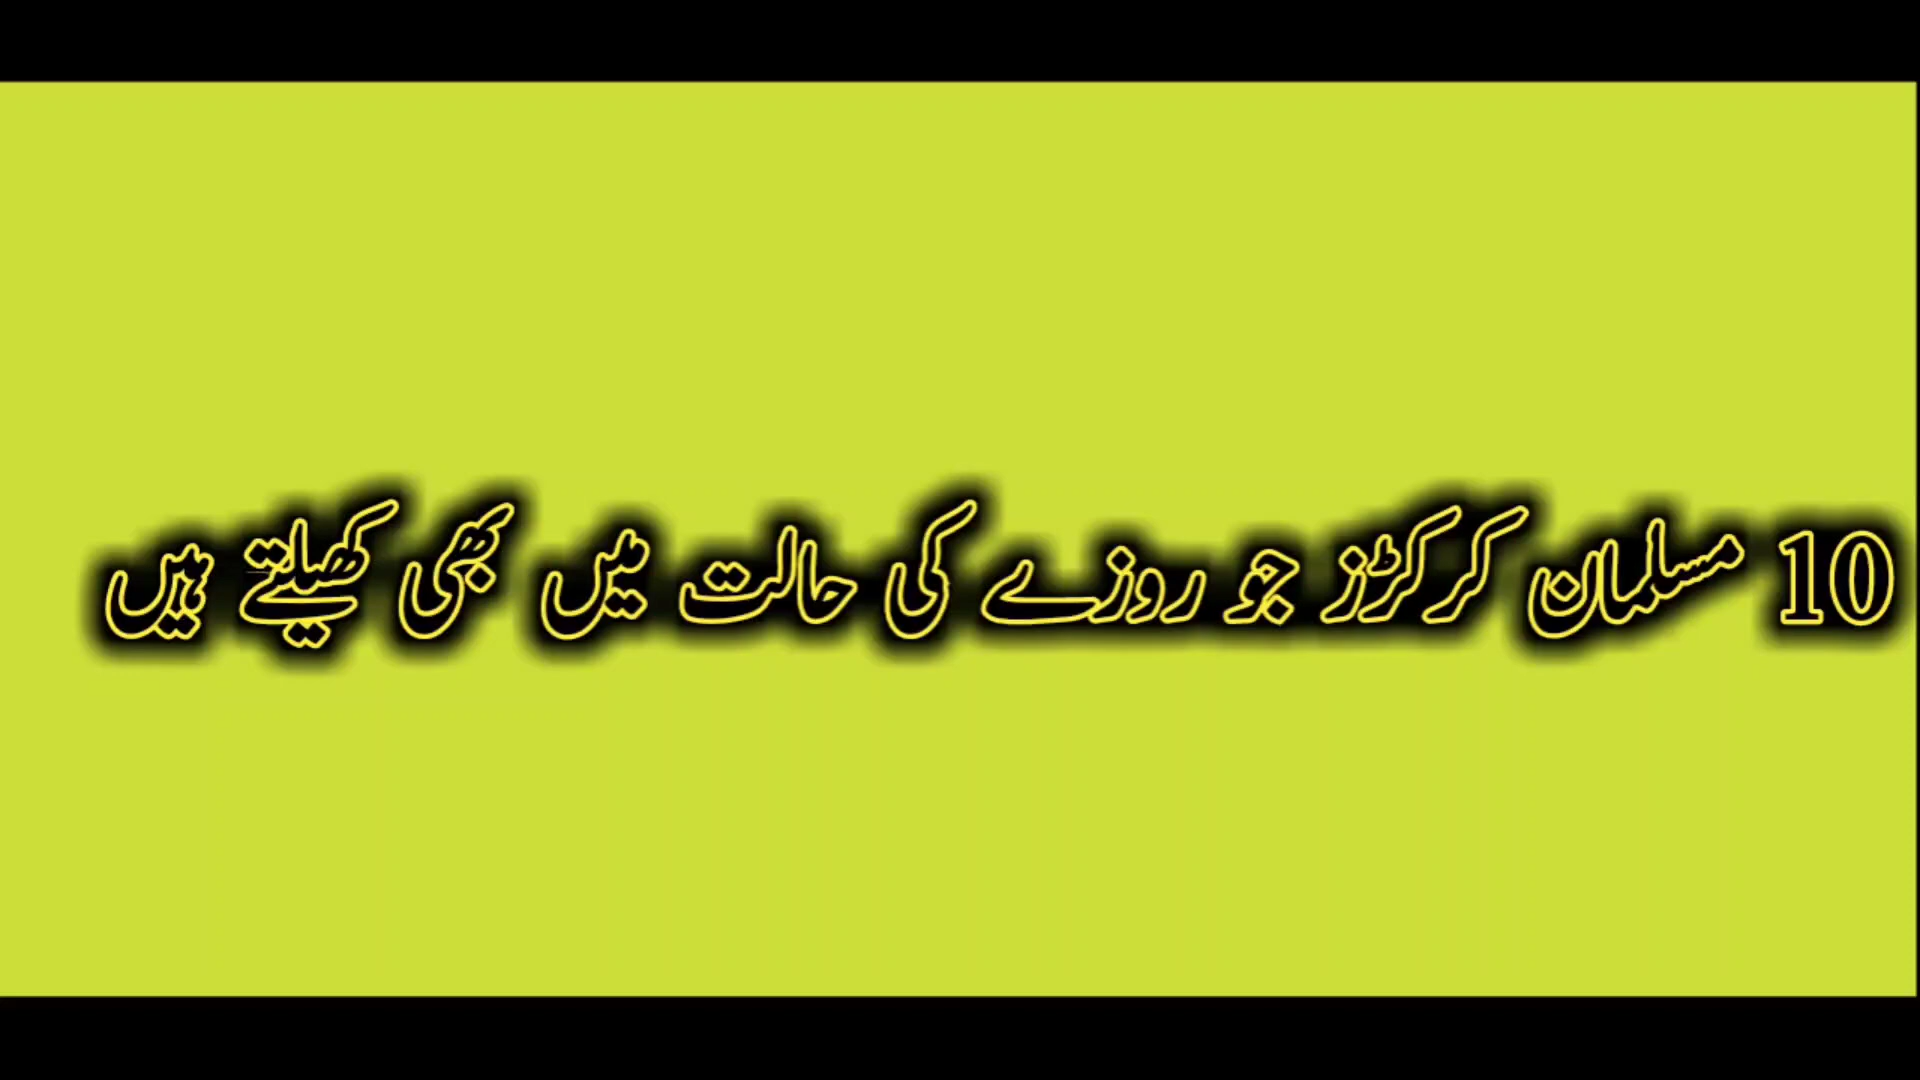 10 مسلمان کرکٹرز جو روزے کی حالت میں بھی کھیلتے ہیں